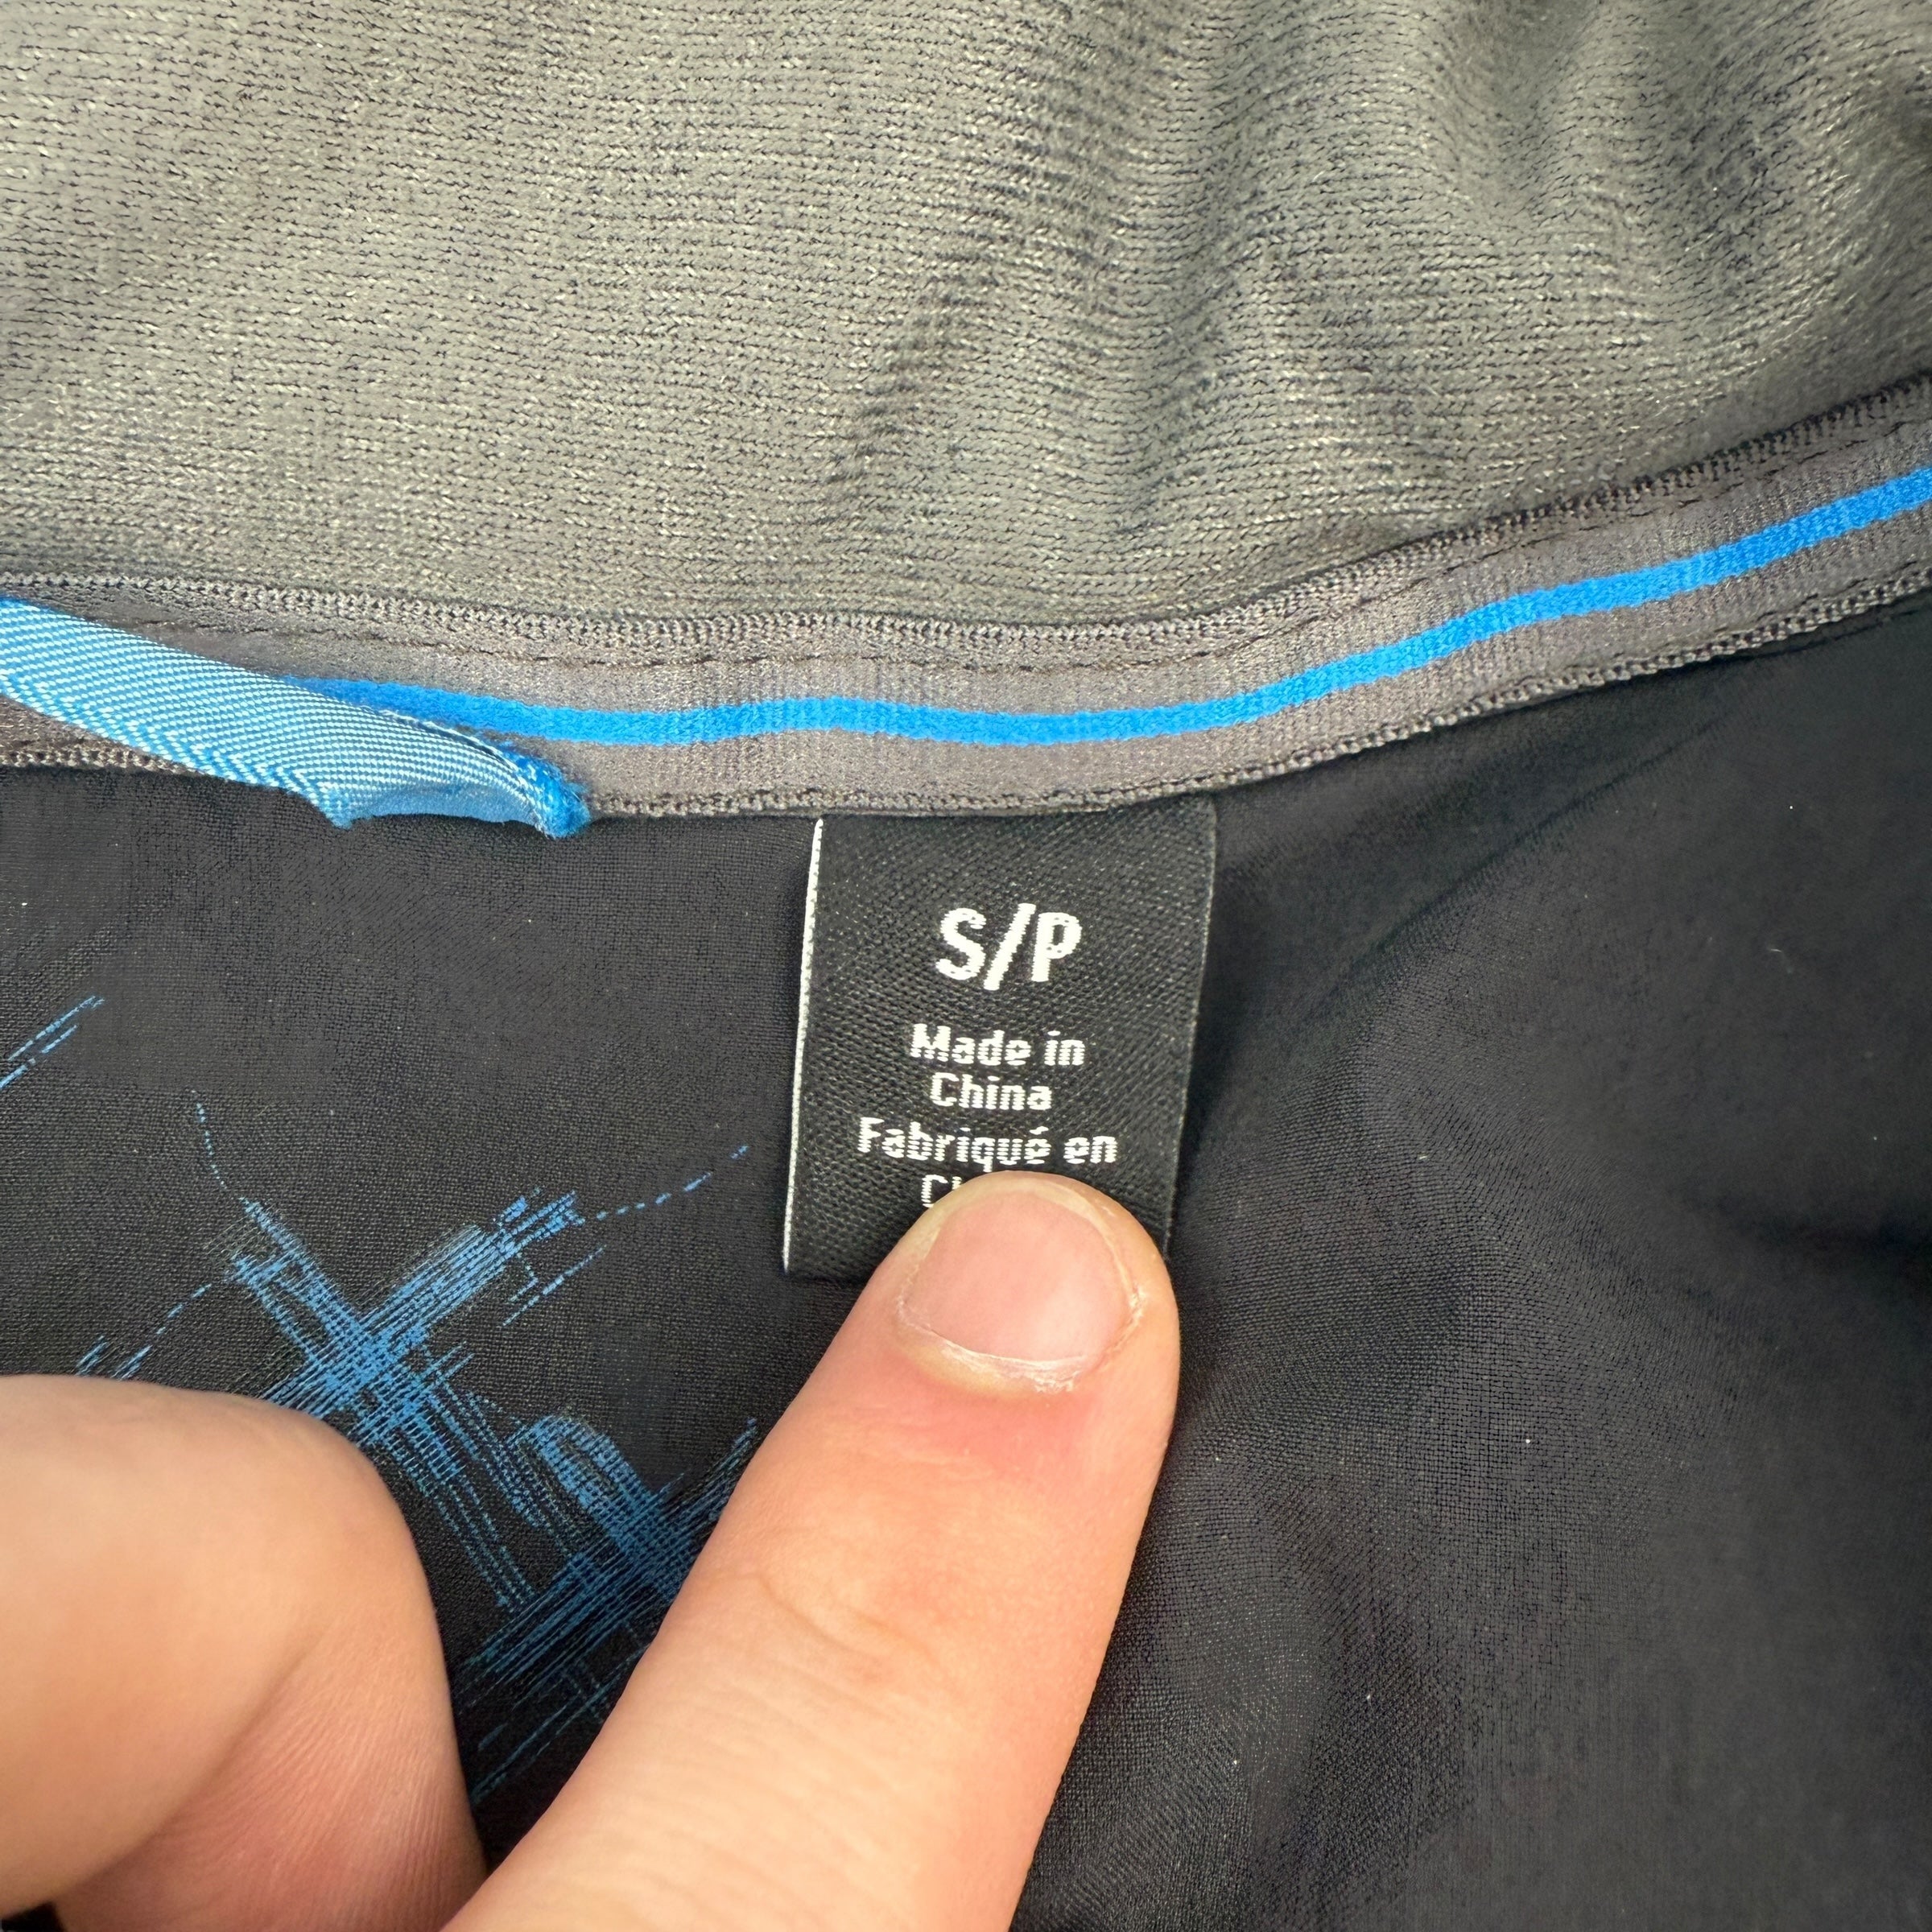 S/P
Made in
China
Fabriqué en